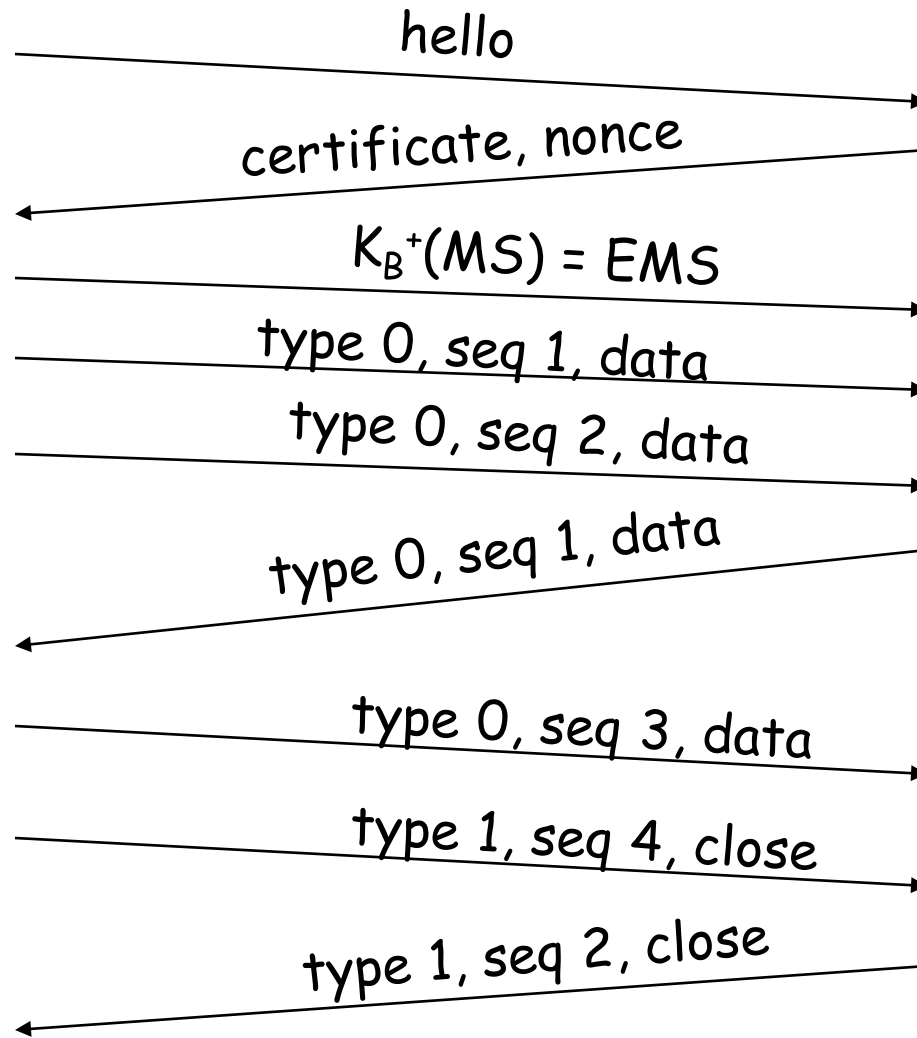 hello
certificate, nonce
K_B⁺(MS) = EMS
type 0, seq 1, data
type 0, seq 2, data
type 0, seq 1, data
type 0, seq 3, data
type 1, seq 4, close
type 1, seq 2, close